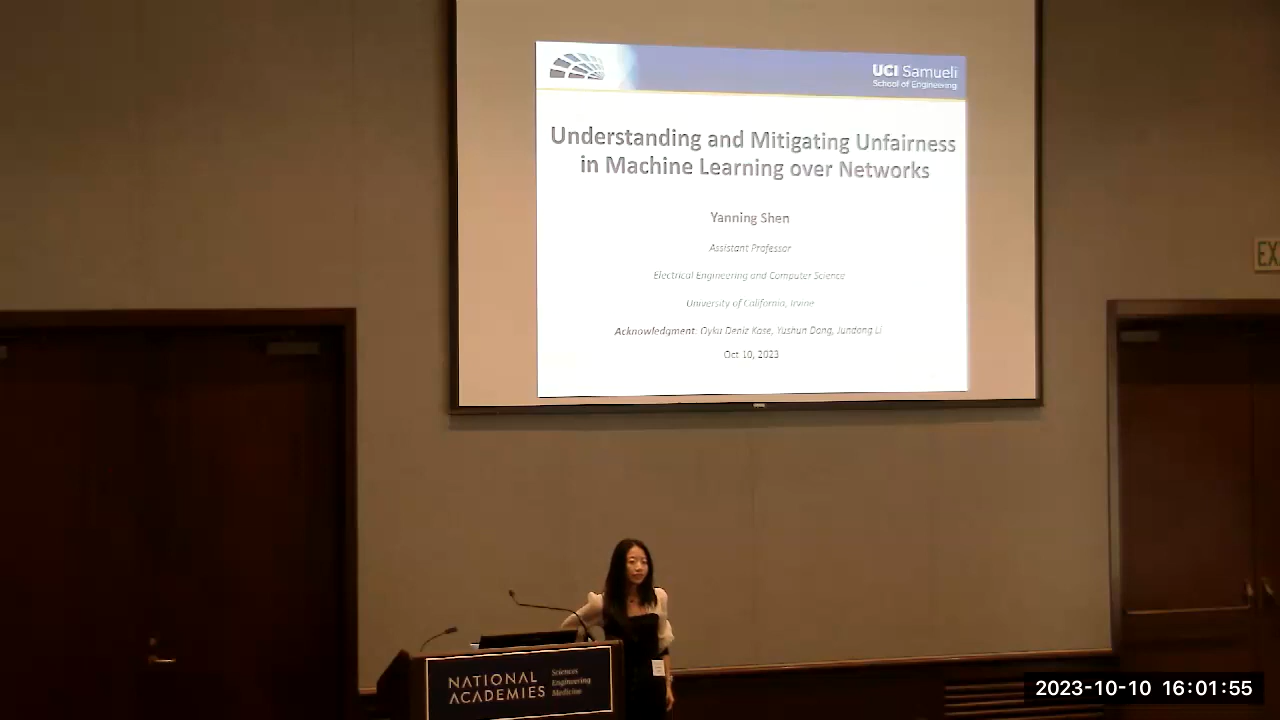 UCI Samueli
School of Engineering
Understanding and Mitigating Unfairness
in Machine Learning over Networks
Yanning Shen
Assistant Professor
Electrical Engineering and Computer Science
University of California, Irvine
Acknowledgment: Oyku Deniz Kose, Yushun Dong, Jundong Li
Oct 10, 2023
EX
NATIONAL
ACADEMIES
Sciences
Engineering
Medicine
2023-10-10 16:01:55